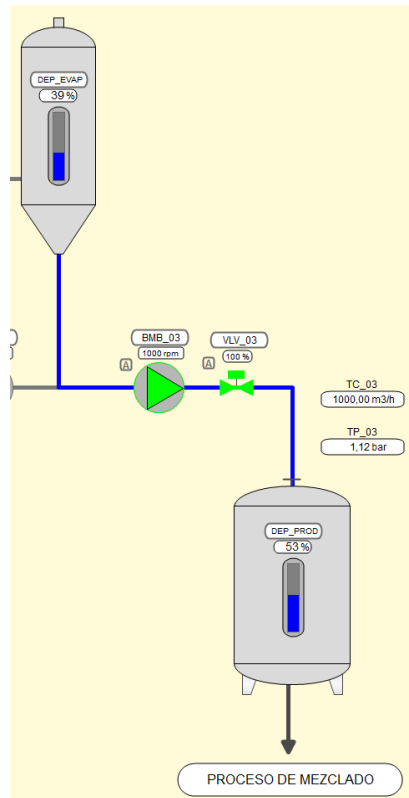 DEP_EVAP
39 %
BMB_03
1000 rpm
A
VLV_03
100 %
A
TC_03
1000,00 m3/h
TP_03
1,12 bar
DEP_PROD
53 %
PROCESO DE MEZCLADO